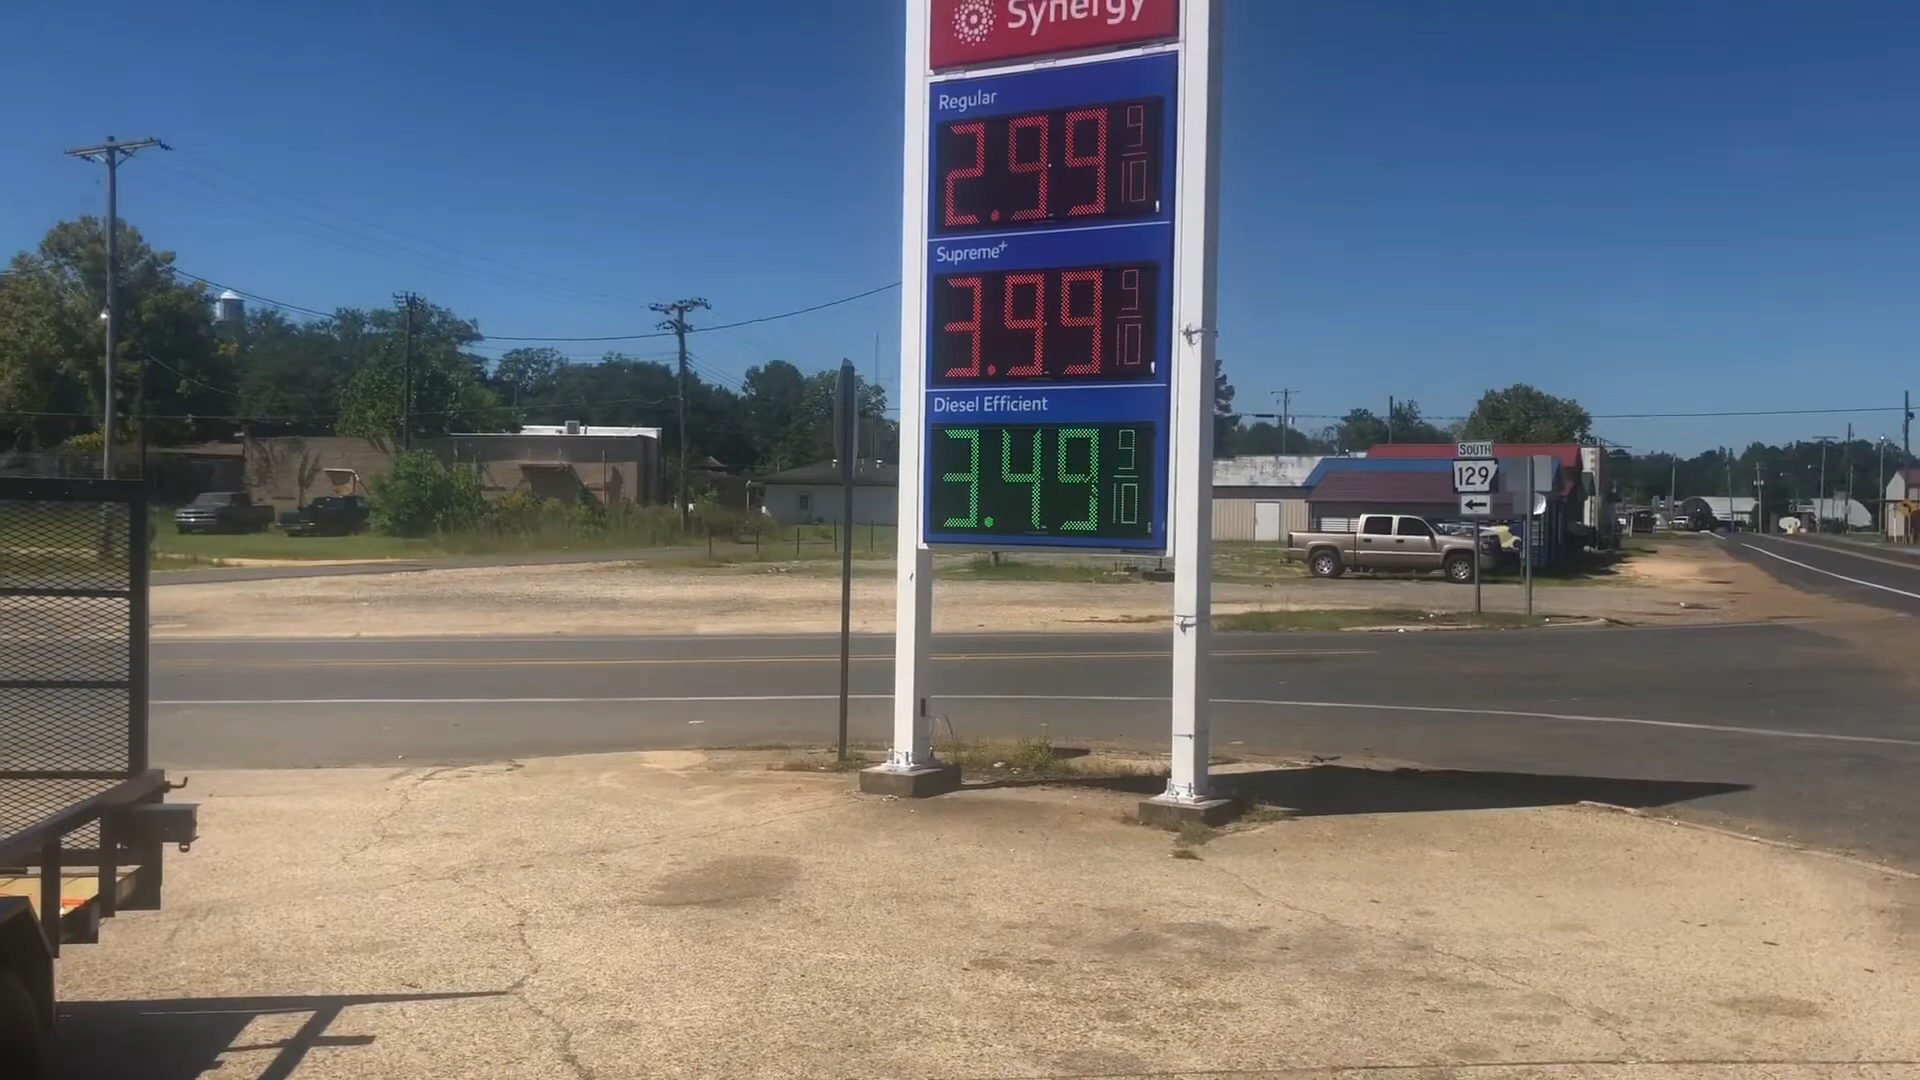 Synergy
Regular
2.99 9/10
Supreme+
3.99 9/10
Diesel Efficient
3.49 9/10
SOUTH
129